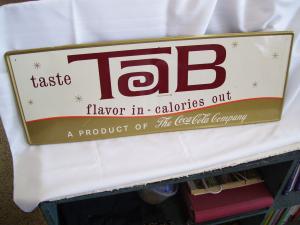 taste TaB
flavor in - calories out
A PRODUCT OF The Coca-Cola Company